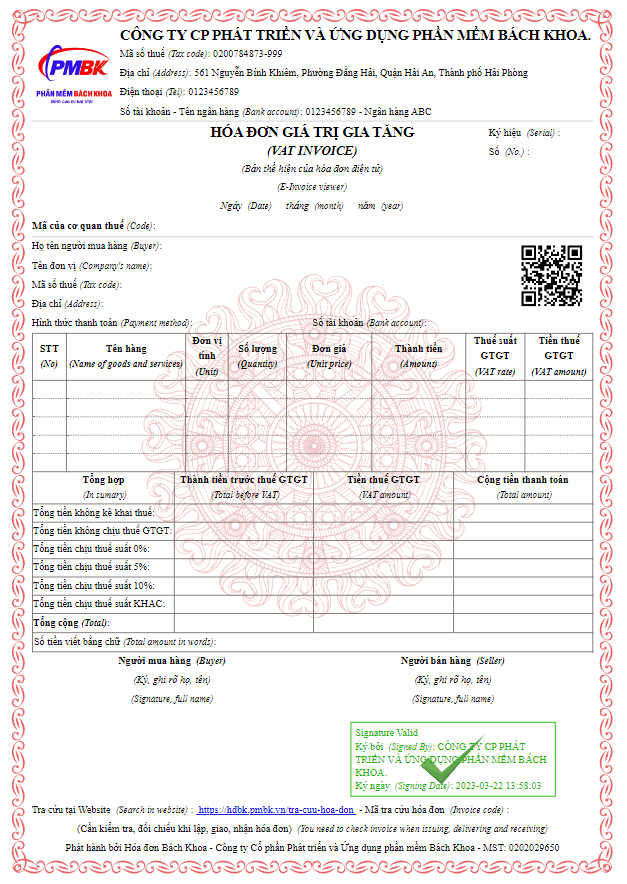 CÔNG TY CP PHÁT TRIỂN VÀ ỨNG DỤNG PHẦN MỀM BÁCH KHOA.
PMBK
PHẦN MỀM BÁCH KHOA
Đỉnh cao trí tuệ Việt
Mã số thuế (Tax code): 0200784873-999
Địa chỉ (Address): 561 Nguyễn Bỉnh Khiêm, Phường Đằng Hải, Quận Hải An, Thành phố Hải Phòng
Điện thoại (Tel): 0123456789
Số tài khoản - Tên ngân hàng (Bank account): 0123456789 - Ngân hàng ABC
HÓA ĐƠN GIÁ TRỊ GIA TĂNG
(VAT INVOICE)
(Bản thể hiện của hóa đơn điện tử)
(E-Invoice viewer)
Ngày (Date) tháng (month) năm (year)
Ký hiệu (Serial) :
Số (No.) :
Mã của cơ quan thuế (Code):
Họ tên người mua hàng (Buyer):
Tên đơn vị (Company's name):
Mã số thuế (Tax code):
Địa chỉ (Address):
Hình thức thanh toán (Payment method): Số tài khoản (Bank account):
STT (No) Tên hàng (Name of goods and services) Đơn vị tính (Unit) Số lượng (Quantity) Đơn giá (Unit price) Thành tiền (Amount) Thuế suất GTGT (VAT rate) Tiền thuế GTGT (VAT amount)
Tổng hợp (In sumary) Thành tiền trước thuế GTGT (Total before VAT) Tiền thuế GTGT (VAT amount) Cộng tiền thanh toán (Total amount)
Tổng tiền không kê khai thuế:
Tổng tiền không chịu thuế GTGT:
Tổng tiền chịu thuế suất 0%:
Tổng tiền chịu thuế suất 5%:
Tổng tiền chịu thuế suất 10%:
Tổng tiền chịu thuế suất KHAC:
Tổng cộng (Total):
Số tiền viết bằng chữ (Total amount in words):
Người mua hàng (Buyer) Người bán hàng (Seller)
(Ký, ghi rõ họ, tên) (Ký, ghi rõ họ, tên)
(Signature, full name) (Signature, full name)
Signature Valid
Ký bởi (Signed By): CÔNG TY CP PHÁT
TRIỂN VÀ ỨNG DỤNG PHẦN MỀM BÁCH
KHOA.
Ký ngày (Signing Date): 2023-03-22 13:58:03
Tra cứu tại Website (Search in website) : https://hdbk.pmbk.vn/tra-cuu-hoa-don - Mã tra cứu hóa đơn (Invoice code) :
(Cần kiểm tra, đối chiếu khi lập, giao, nhận hóa đơn) (You need to check invoice when issuing, delivering and receiving)
Phát hành bởi Hóa đơn Bách Khoa - Công ty Cổ phần Phát triển và Ứng dụng phần mềm Bách Khoa - MST: 0202029650